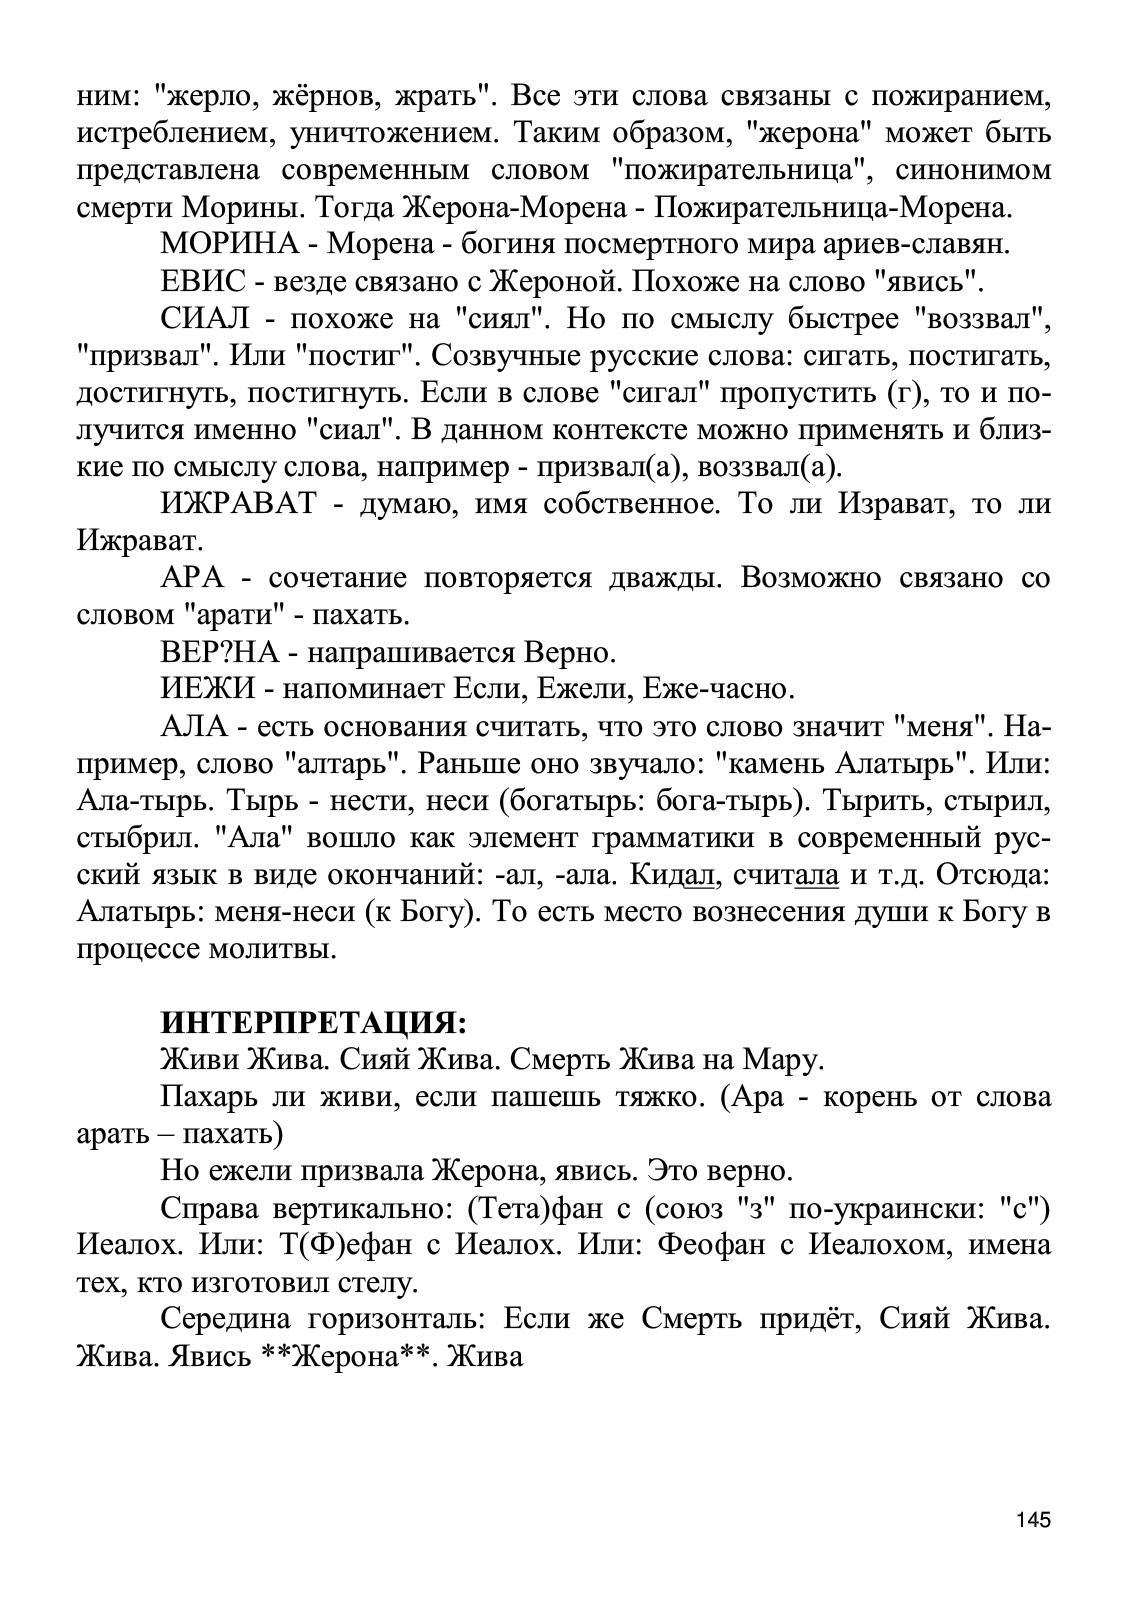 ним: "жерло, жёрнов, жрать". Все эти слова связаны с пожиранием,
истреблением, уничтожением. Таким образом, "жерона" может быть
представлена современным словом "пожирательница", синонимом
смерти Морины. Тогда Жерона-Морена - Пожирательница-Морена.
МОРИНА - Морена - богиня посмертного мира ариев-славян.
ЕВИС - везде связано с Жероной. Похоже на слово "явись".
СИАЛ - похоже на "сиял". Но по смыслу быстрее "воззвал",
"призвал". Или "постиг". Созвучные русские слова: сигать, постигать,
достигнуть, постигнуть. Если в слове "сигал" пропустить (г), то и по-
лучится именно "сиал". В данном контексте можно применять и близ-
кие по смыслу слова, например - призвал(а), воззвал(а).
ИЖРАВАТ - думаю, имя собственное. То ли Израват, то ли
Ижрават.
АРА - сочетание повторяется дважды. Возможно связано со
словом "арати" - пахать.
ВЕР?НА - напрашивается Верно.
ИЕЖИ - напоминает Если, Ежели, Еже-часно.
АЛА - есть основания считать, что это слово значит "меня". На-
пример, слово "алтарь". Раньше оно звучало: "камень Алатырь". Или:
Ала-тырь. Тырь - нести, неси (богатырь: бога-тырь). Тырить, стырил,
стыбрил. "Ала" вошло как элемент грамматики в современный рус-
ский язык в виде окончаний: -ал, -ала. Кидал, считала и т.д. Отсюда:
Алатырь: меня-неси (к Богу). То есть место вознесения души к Богу в
процессе молитвы.
ИНТЕРПРЕТАЦИЯ:
Живи Жива. Сияй Жива. Смерть Жива на Мару.
Пахарь ли живи, если пашешь тяжко. (Ара - корень от слова
арать – пахать)
Но ежели призвала Жерона, явись. Это верно.
Справа вертикально: (Тета)фан с (союз "з" по-украински: "с")
Иеалох. Или: Т(Ф)ефан с Иеалох. Или: Феофан с Иеалохом, имена
тех, кто изготовил стелу.
Середина горизонталь: Если же Смерть придёт, Сияй Жива.
Жива. Явись **Жерона**. Жива
145